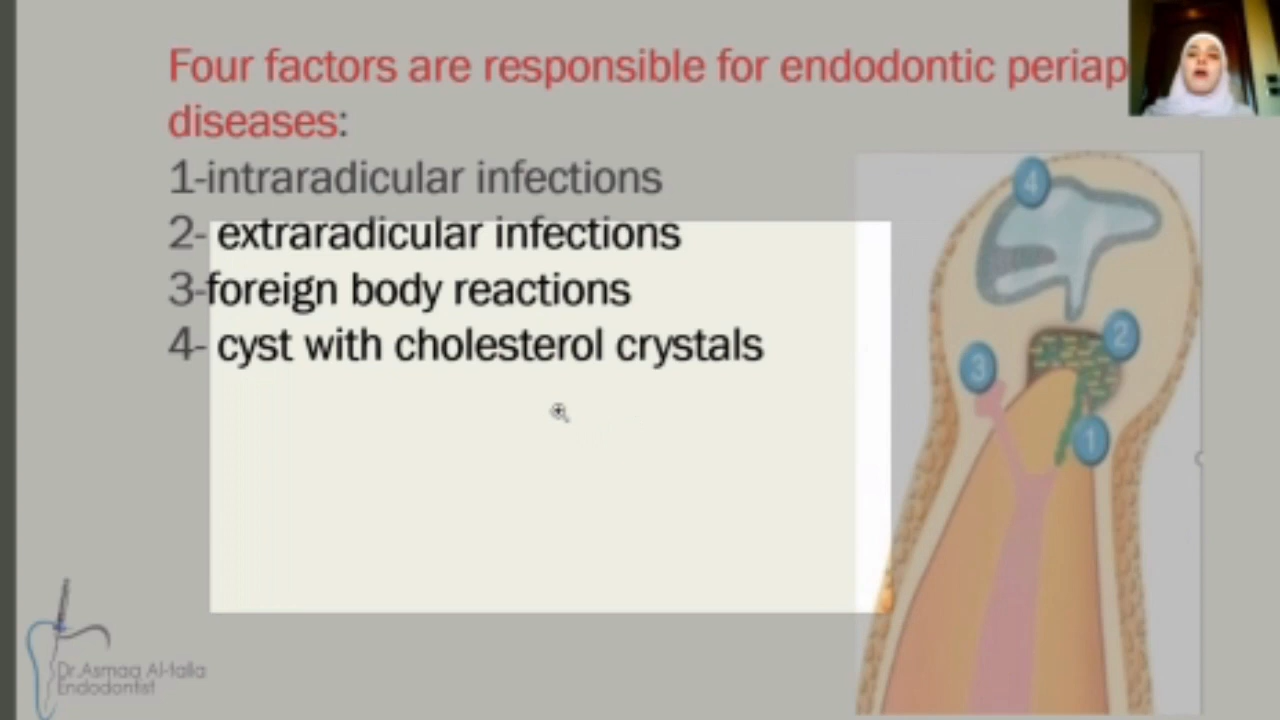 Four factors are responsible for endodontic periap
diseases:
1-intraradicular infections
2- extraradicular infections
3-foreign body reactions
4- cyst with cholesterol crystals
4
2
3
1
Dr.Asmaa Al-talla
Endodontist